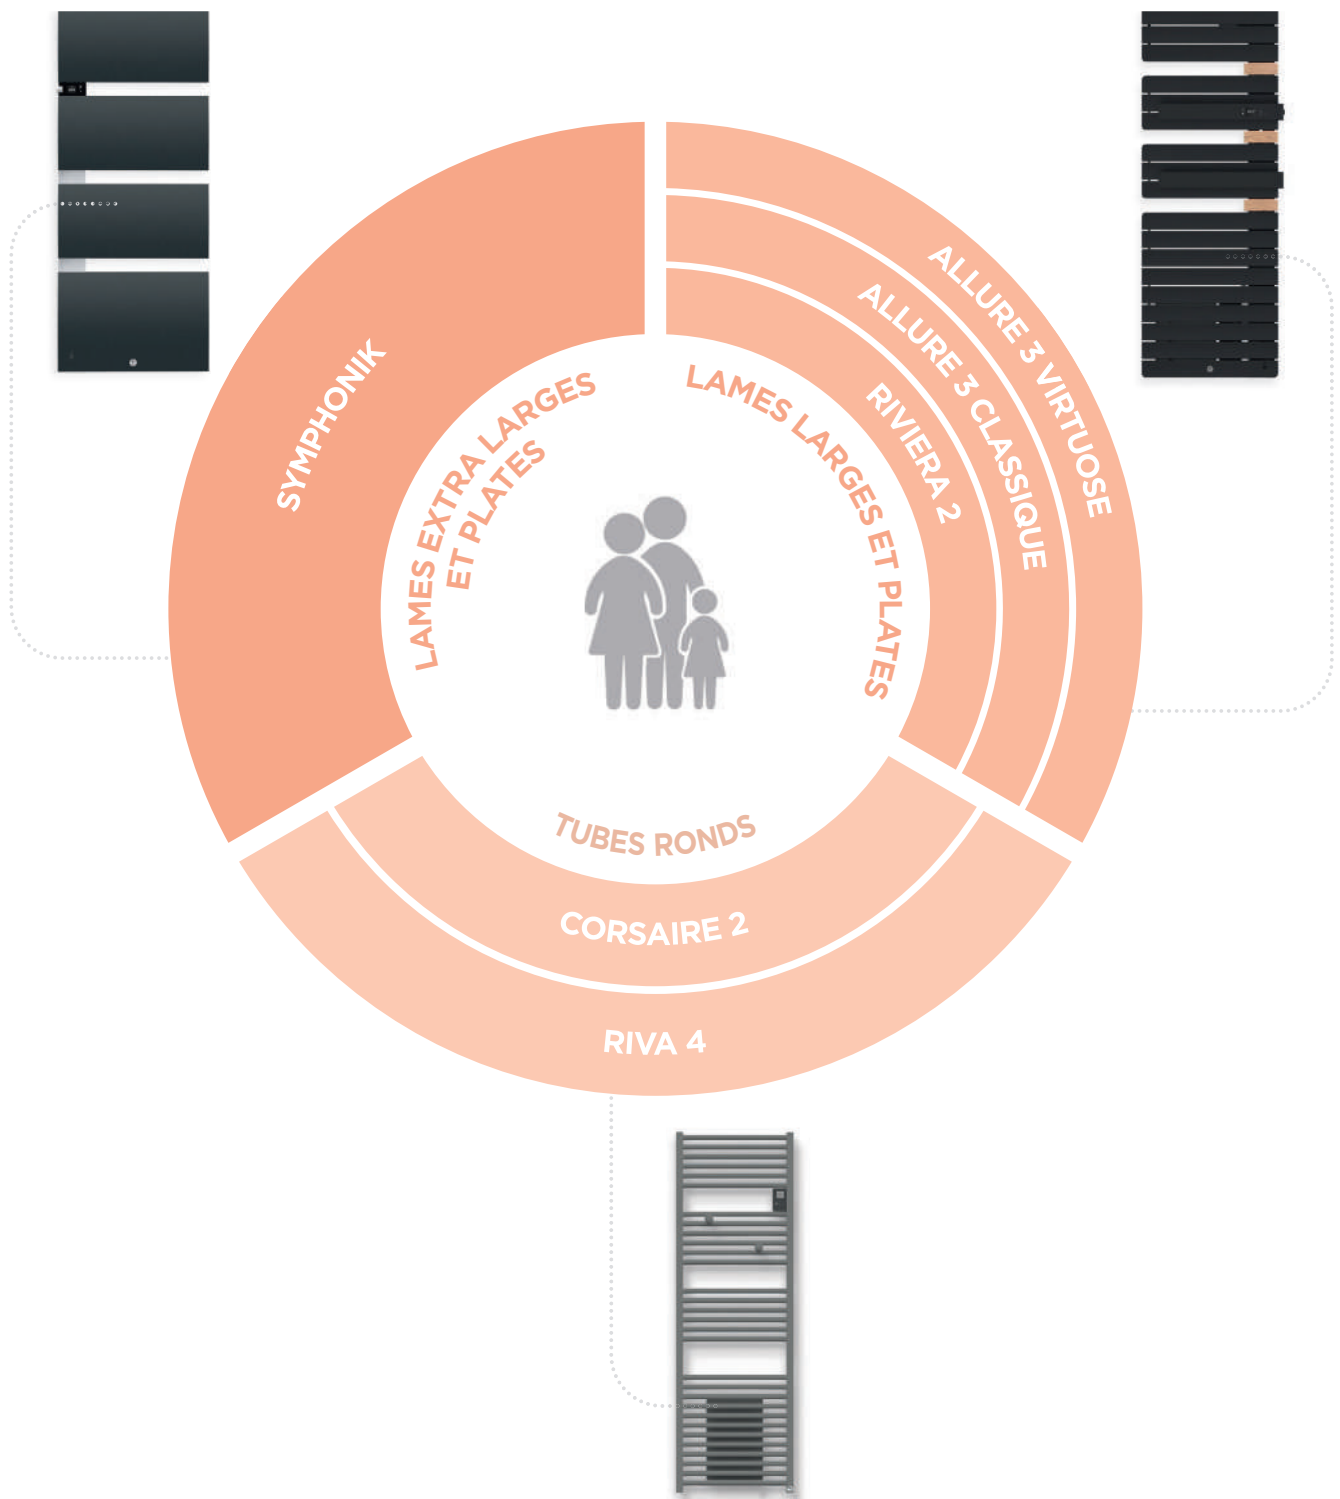 SYMPHONIK
LAMES EXTRA LARGES
ET PLATES
ALLURE 3 VIRTUOSE
ALLURE 3 CLASSIQUE
RIVIERA 2
LAMES LARGES ET PLATES
TUBES RONDS
CORSAIRE 2
RIVA 4